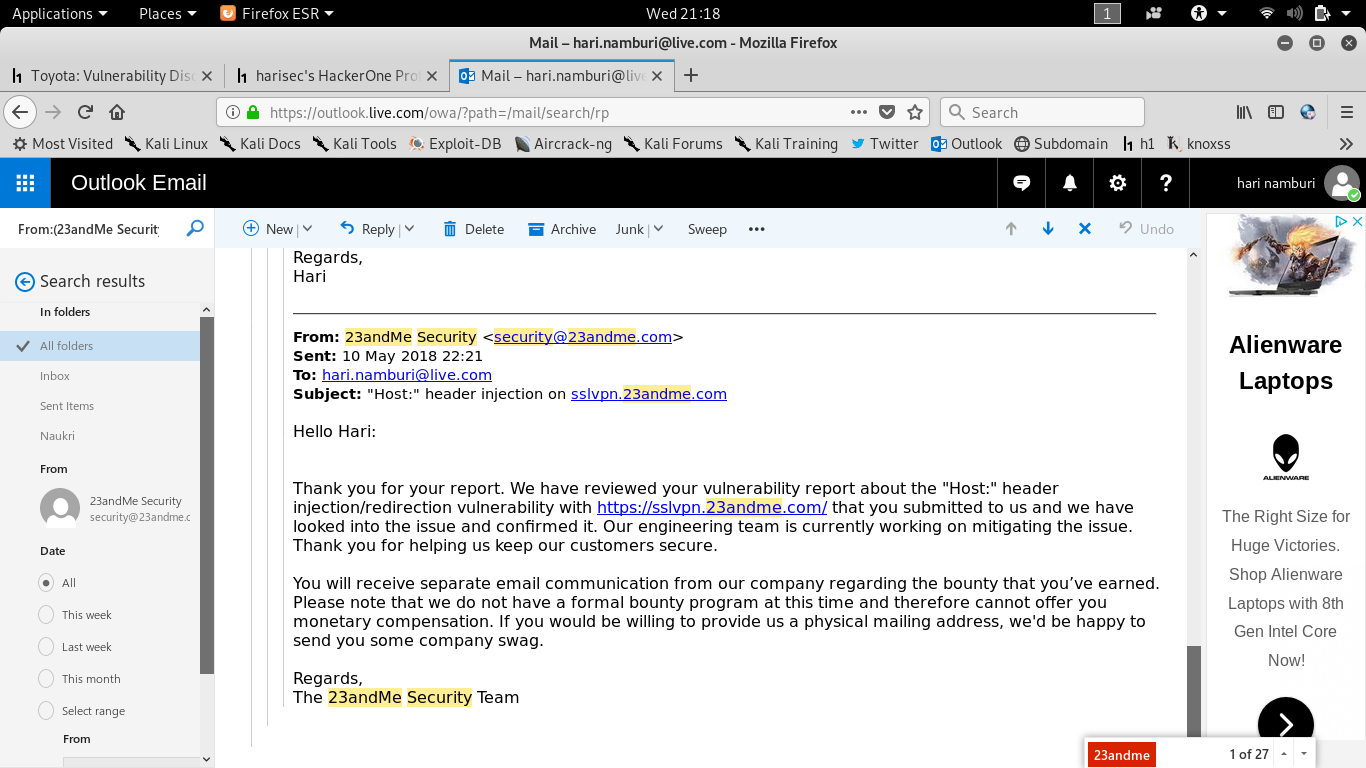 Applications Places Firefox ESR Wed 21:18 1
Mail – hari.namburi@live.com - Mozilla Firefox
Toyota: Vulnerability Dis harisec's HackerOne Pro Mail – hari.namburi@live
https://outlook.live.com/owa/?path=/mail/search/rp Search
Most Visited Kali Linux Kali Docs Kali Tools Exploit-DB Aircrack-ng Kali Forums Kali Training Twitter Outlook Subdomain h1 knoxss
Outlook Email hari namburi
From:(23andMe Securit New Reply Delete Archive Junk Sweep Undo
Search results
In folders
All folders
Inbox
Sent Items
Naukri
From
23andMe Security
security@23andme.c
Date
All
This week
Last week
This month
Select range
From
Regards,
Hari
From: 23andMe Security <security@23andme.com>
Sent: 10 May 2018 22:21
To: hari.namburi@live.com
Subject: "Host:" header injection on sslvpn.23andme.com
Hello Hari:
Thank you for your report. We have reviewed your vulnerability report about the "Host:" header
injection/redirection vulnerability with https://sslvpn.23andme.com/ that you submitted to us and we have
looked into the issue and confirmed it. Our engineering team is currently working on mitigating the issue.
Thank you for helping us keep our customers secure.
You will receive separate email communication from our company regarding the bounty that you’ve earned.
Please note that we do not have a formal bounty program at this time and therefore cannot offer you
monetary compensation. If you would be willing to provide us a physical mailing address, we'd be happy to
send you some company swag.
Regards,
The 23andMe Security Team
Alienware
Laptops
ALIENWARE
The Right Size for
Huge Victories.
Shop Alienware
Laptops with 8th
Gen Intel Core
Now!
23andme 1 of 27